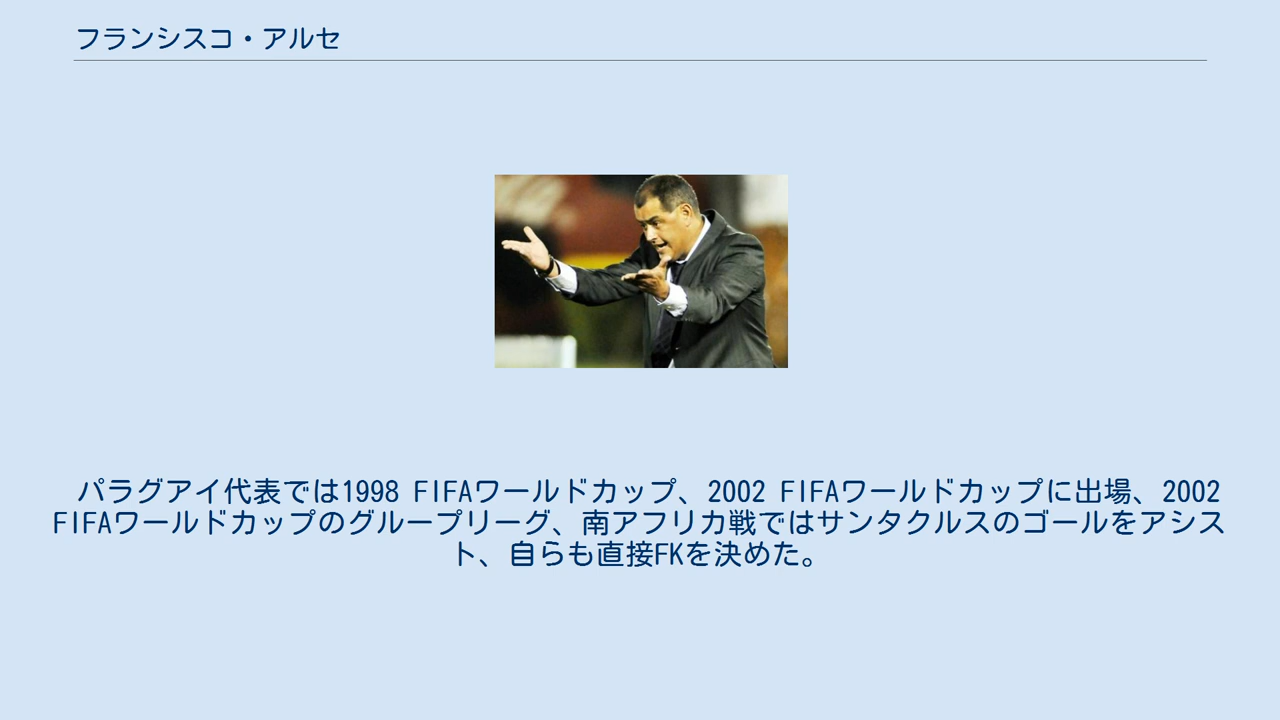 フランシスコ・アルセ
パラグアイ代表では1998 FIFAワールドカップ、2002 FIFAワールドカップに出場、2002
FIFAワールドカップのグループリーグ、南アフリカ戦ではサンタクルスのゴールをアシス
ト、自らも直接FKを決めた。